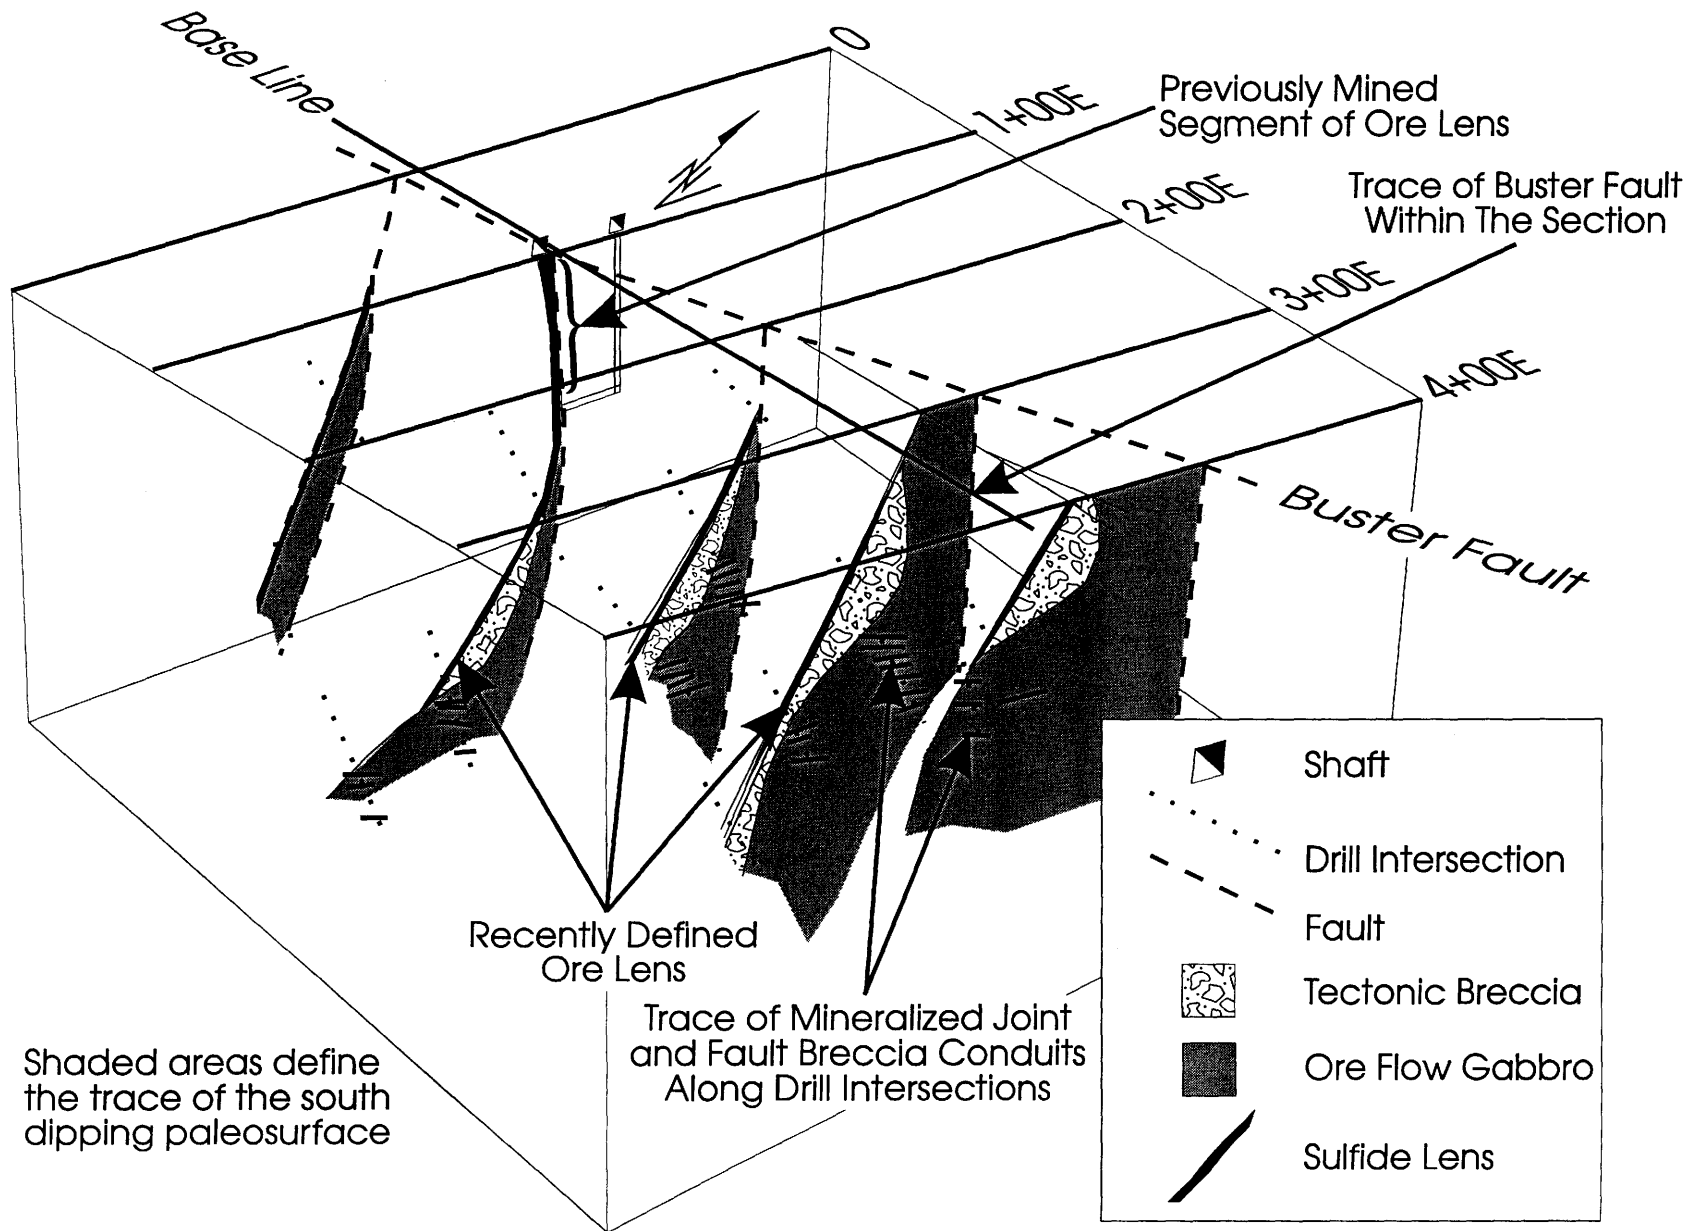 Base Line
0
1+00E
Previously Mined
Segment of Ore Lens
2+00E
Trace of Buster Fault
Within The Section
N
3+00E
4+00E
Buster Fault
Recently Defined
Ore Lens
Trace of Mineralized Joint
and Fault Breccia Conduits
Along Drill Intersections
Shaded areas define
the trace of the south
dipping paleosurface
Shaft
Drill Intersection
Fault
Tectonic Breccia
Ore Flow Gabbro
Sulfide Lens